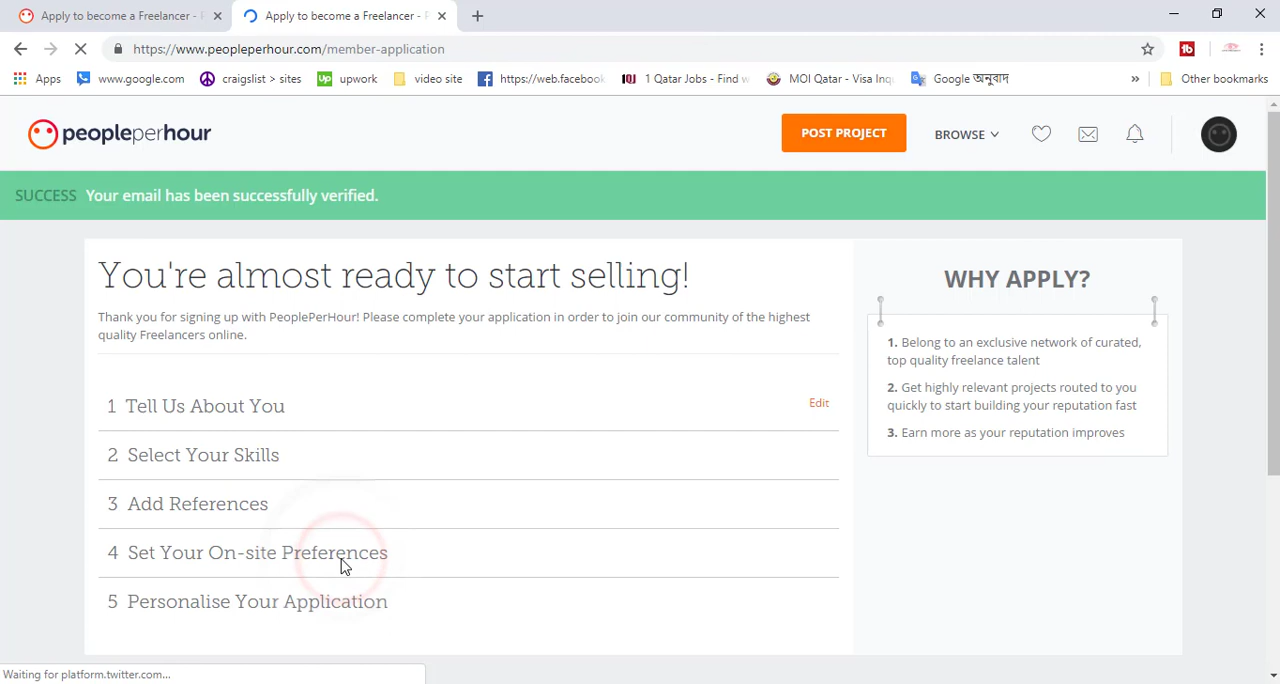 Apply to become a Freelancer -
Apply to become a Freelancer - P
https://www.peopleperhour.com/member-application
Apps www.google.com craigslist > sites upwork video site https://web.facebook 1 Qatar Jobs - Find w MOI Qatar - Visa Inq Google অনুবাদ » Other bookmarks
peopleperhour
POST PROJECT
BROWSE
SUCCESS Your email has been successfully verified.
You're almost ready to start selling!
Thank you for signing up with PeoplePerHour! Please complete your application in order to join our community of the highest
quality Freelancers online.
1 Tell Us About You
Edit
2 Select Your Skills
3 Add References
4 Set Your On-site Preferences
5 Personalise Your Application
WHY APPLY?
1. Belong to an exclusive network of curated,
top quality freelance talent
2. Get highly relevant projects routed to you
quickly to start building your reputation fast
3. Earn more as your reputation improves
Waiting for platform.twitter.com...